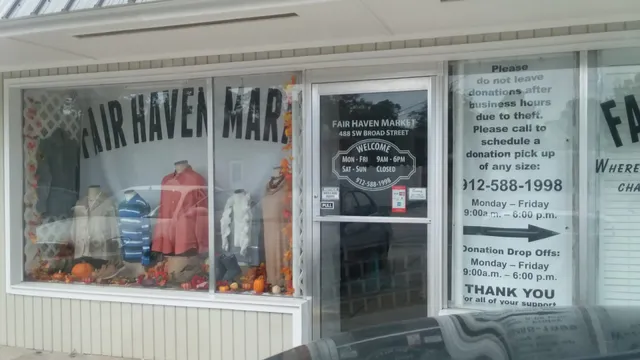 FAIR HAVEN MAR
FAIR HAVEN MARKET
488 SW BROAD STREET
WELCOME
MON - FRI 9AM - 6PM
SAT - SUN CLOSED
912-588-1998
PULL
Please
do not leave
donations after
business hours
due to theft.
Please call to
schedule a
donation pick up
of any size:
912-588-1998
Monday – Friday
9:00a.m. – 6:00 p.m.
Donation Drop Offs:
Monday – Friday
9:00a.m. – 6:00 p.m.
THANK YOU
For all of your support
FA
WHERE
CHA